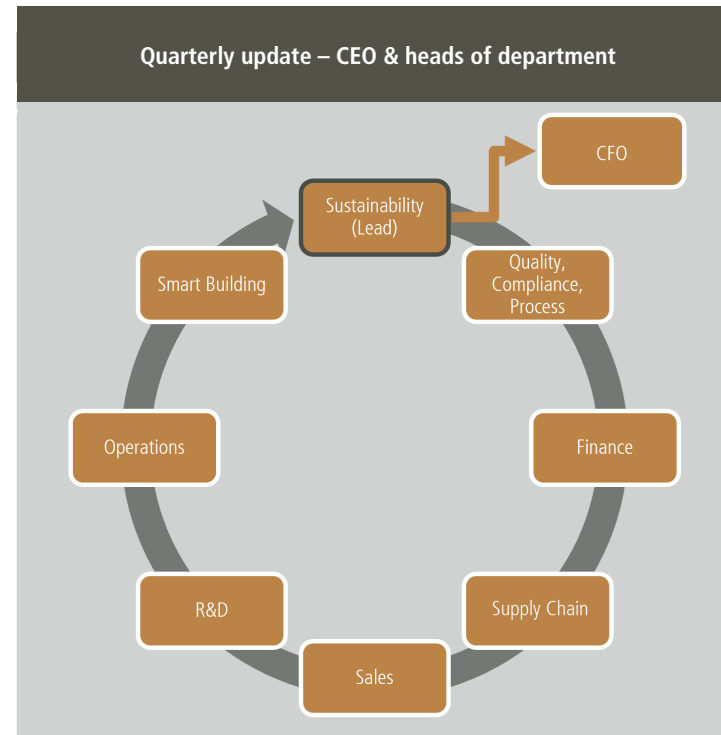 Quarterly update – CEO & heads of department
CFO
Sustainability
(Lead)
Quality,
Compliance,
Process
Smart Building
Operations
Finance
R&D
Supply Chain
Sales